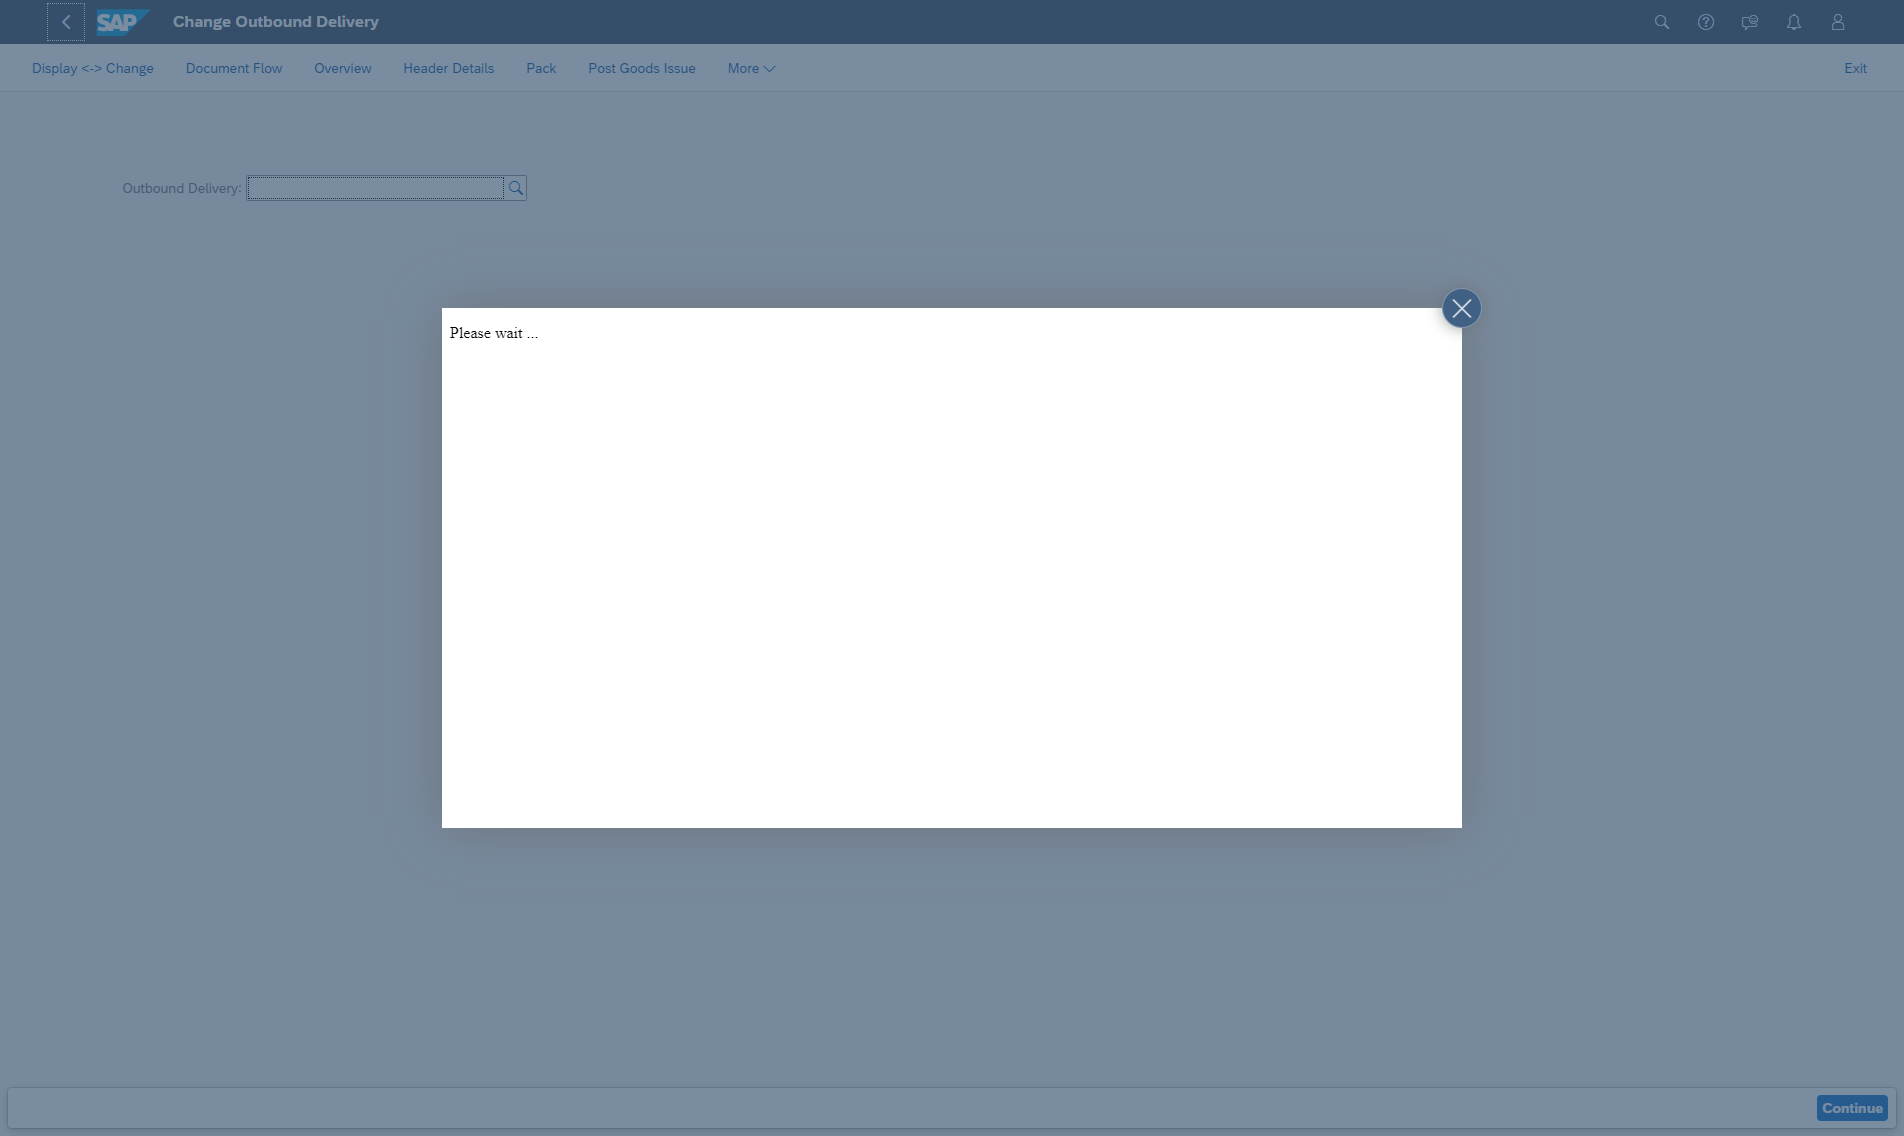 SAP Change Outbound Delivery
Display <-> Change Document Flow Overview Header Details Pack Post Goods Issue More Exit
Outbound Delivery:
Please wait ...
Continue